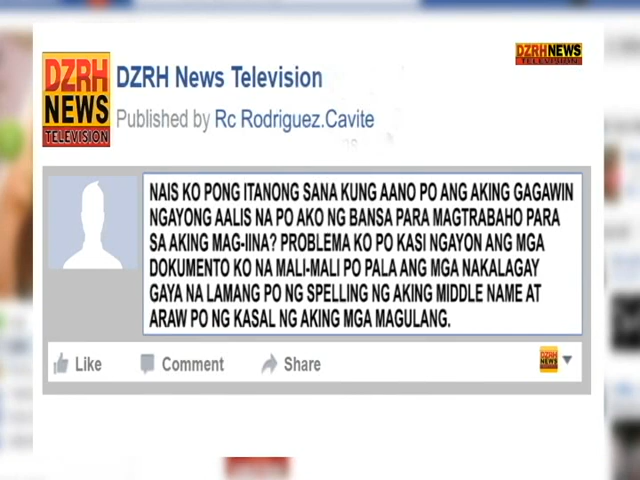 DZRH NEWS
TELEVISION
DZRH
NEWS
TELEVISION
DZRH News Television
Published by Rc Rodriguez.Cavite
NAIS KO PONG ITANONG SANA KUNG AANO PO ANG AKING GAGAWIN
NGAYONG AALIS NA PO AKO NG BANSA PARA MAGTRABAHO PARA
SA AKING MAG-IINA? PROBLEMA KO PO KASI NGAYON ANG MGA
DOKUMENTO KO NA MALI-MALI PO PALA ANG MGA NAKALAGAY
GAYA NA LAMANG PO NG SPELLING NG AKING MIDDLE NAME AT
ARAW PO NG KASAL NG AKING MGA MAGULANG.
Like Comment Share
DZRH
NEWS